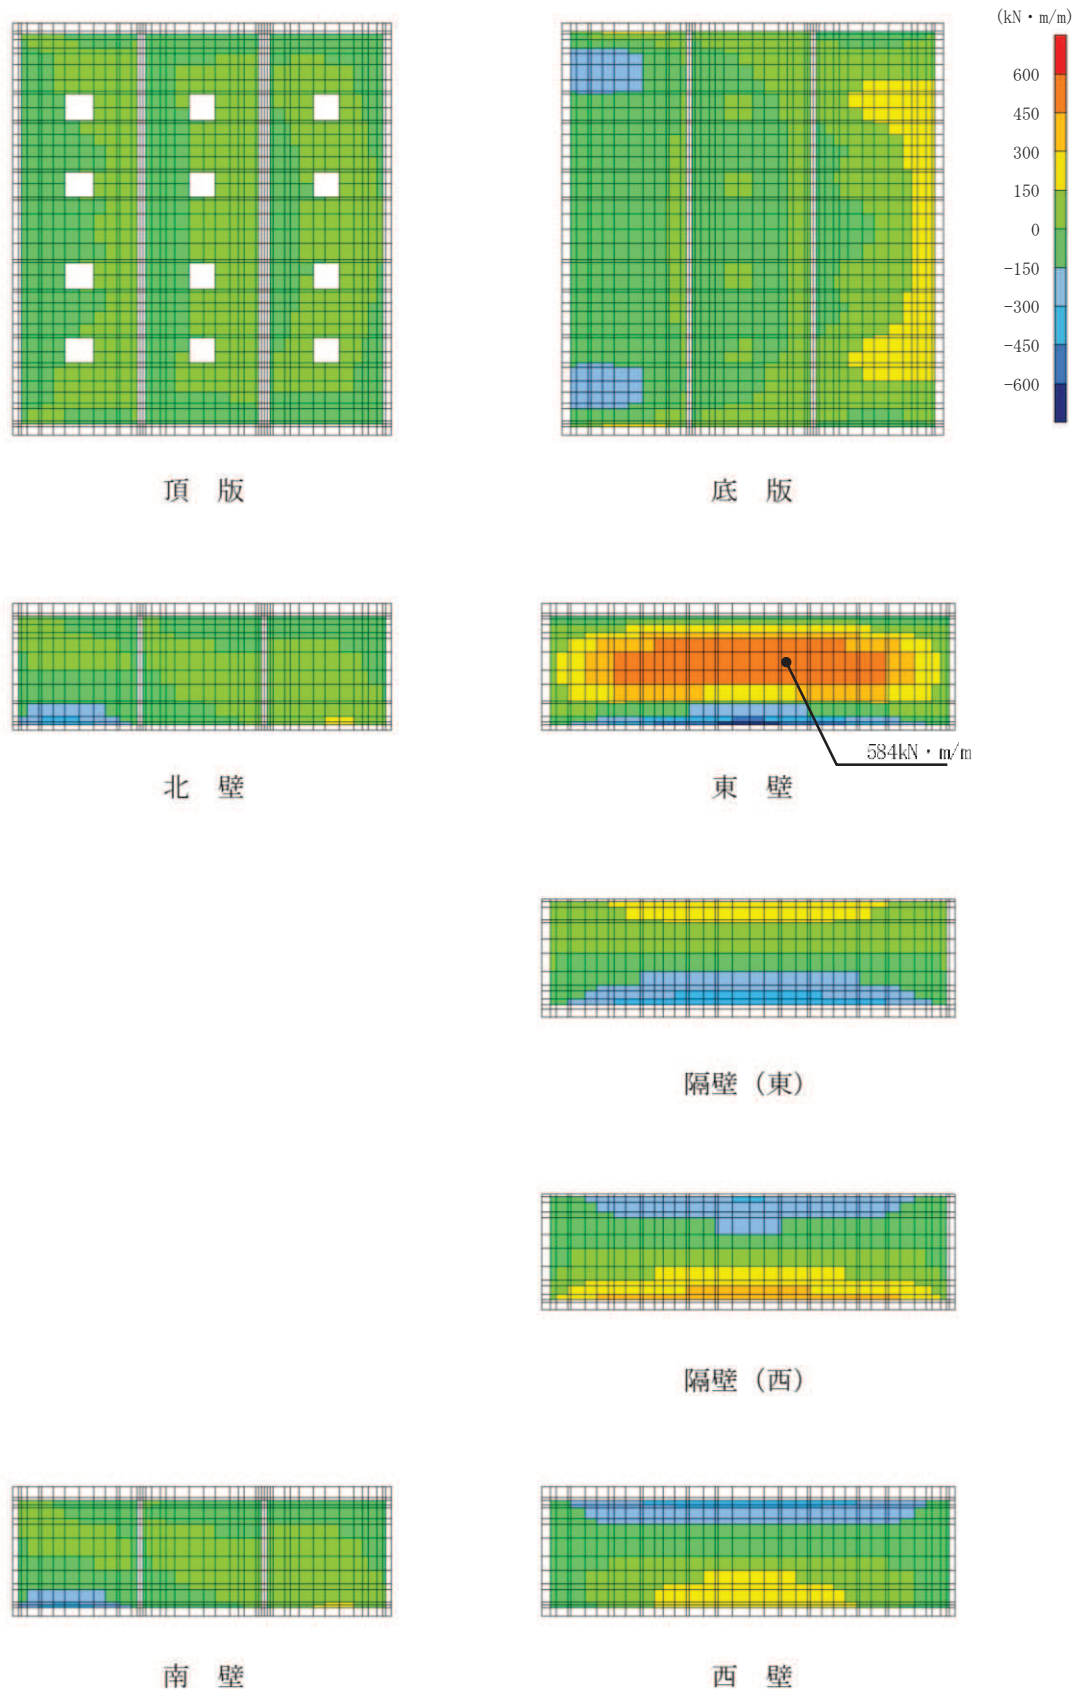 (kN・m/m)
600
450
300
150
0
-150
-300
-450
-600
頂 版
底 版
584kN・m/m
北 壁
東 壁
隔壁（東）
隔壁（西）
南 壁
西 壁